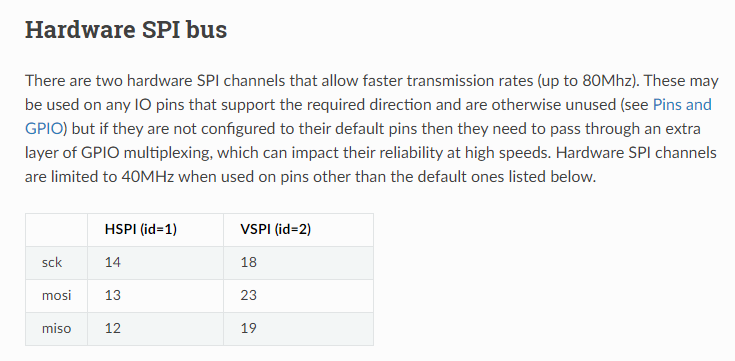 Hardware SPI bus
There are two hardware SPI channels that allow faster transmission rates (up to 80Mhz). These may
be used on any IO pins that support the required direction and are otherwise unused (see Pins and
GPIO) but if they are not configured to their default pins then they need to pass through an extra
layer of GPIO multiplexing, which can impact their reliability at high speeds. Hardware SPI channels
are limited to 40MHz when used on pins other than the default ones listed below.
HSPI (id=1) VSPI (id=2)
sck 14 18
mosi 13 23
miso 12 19